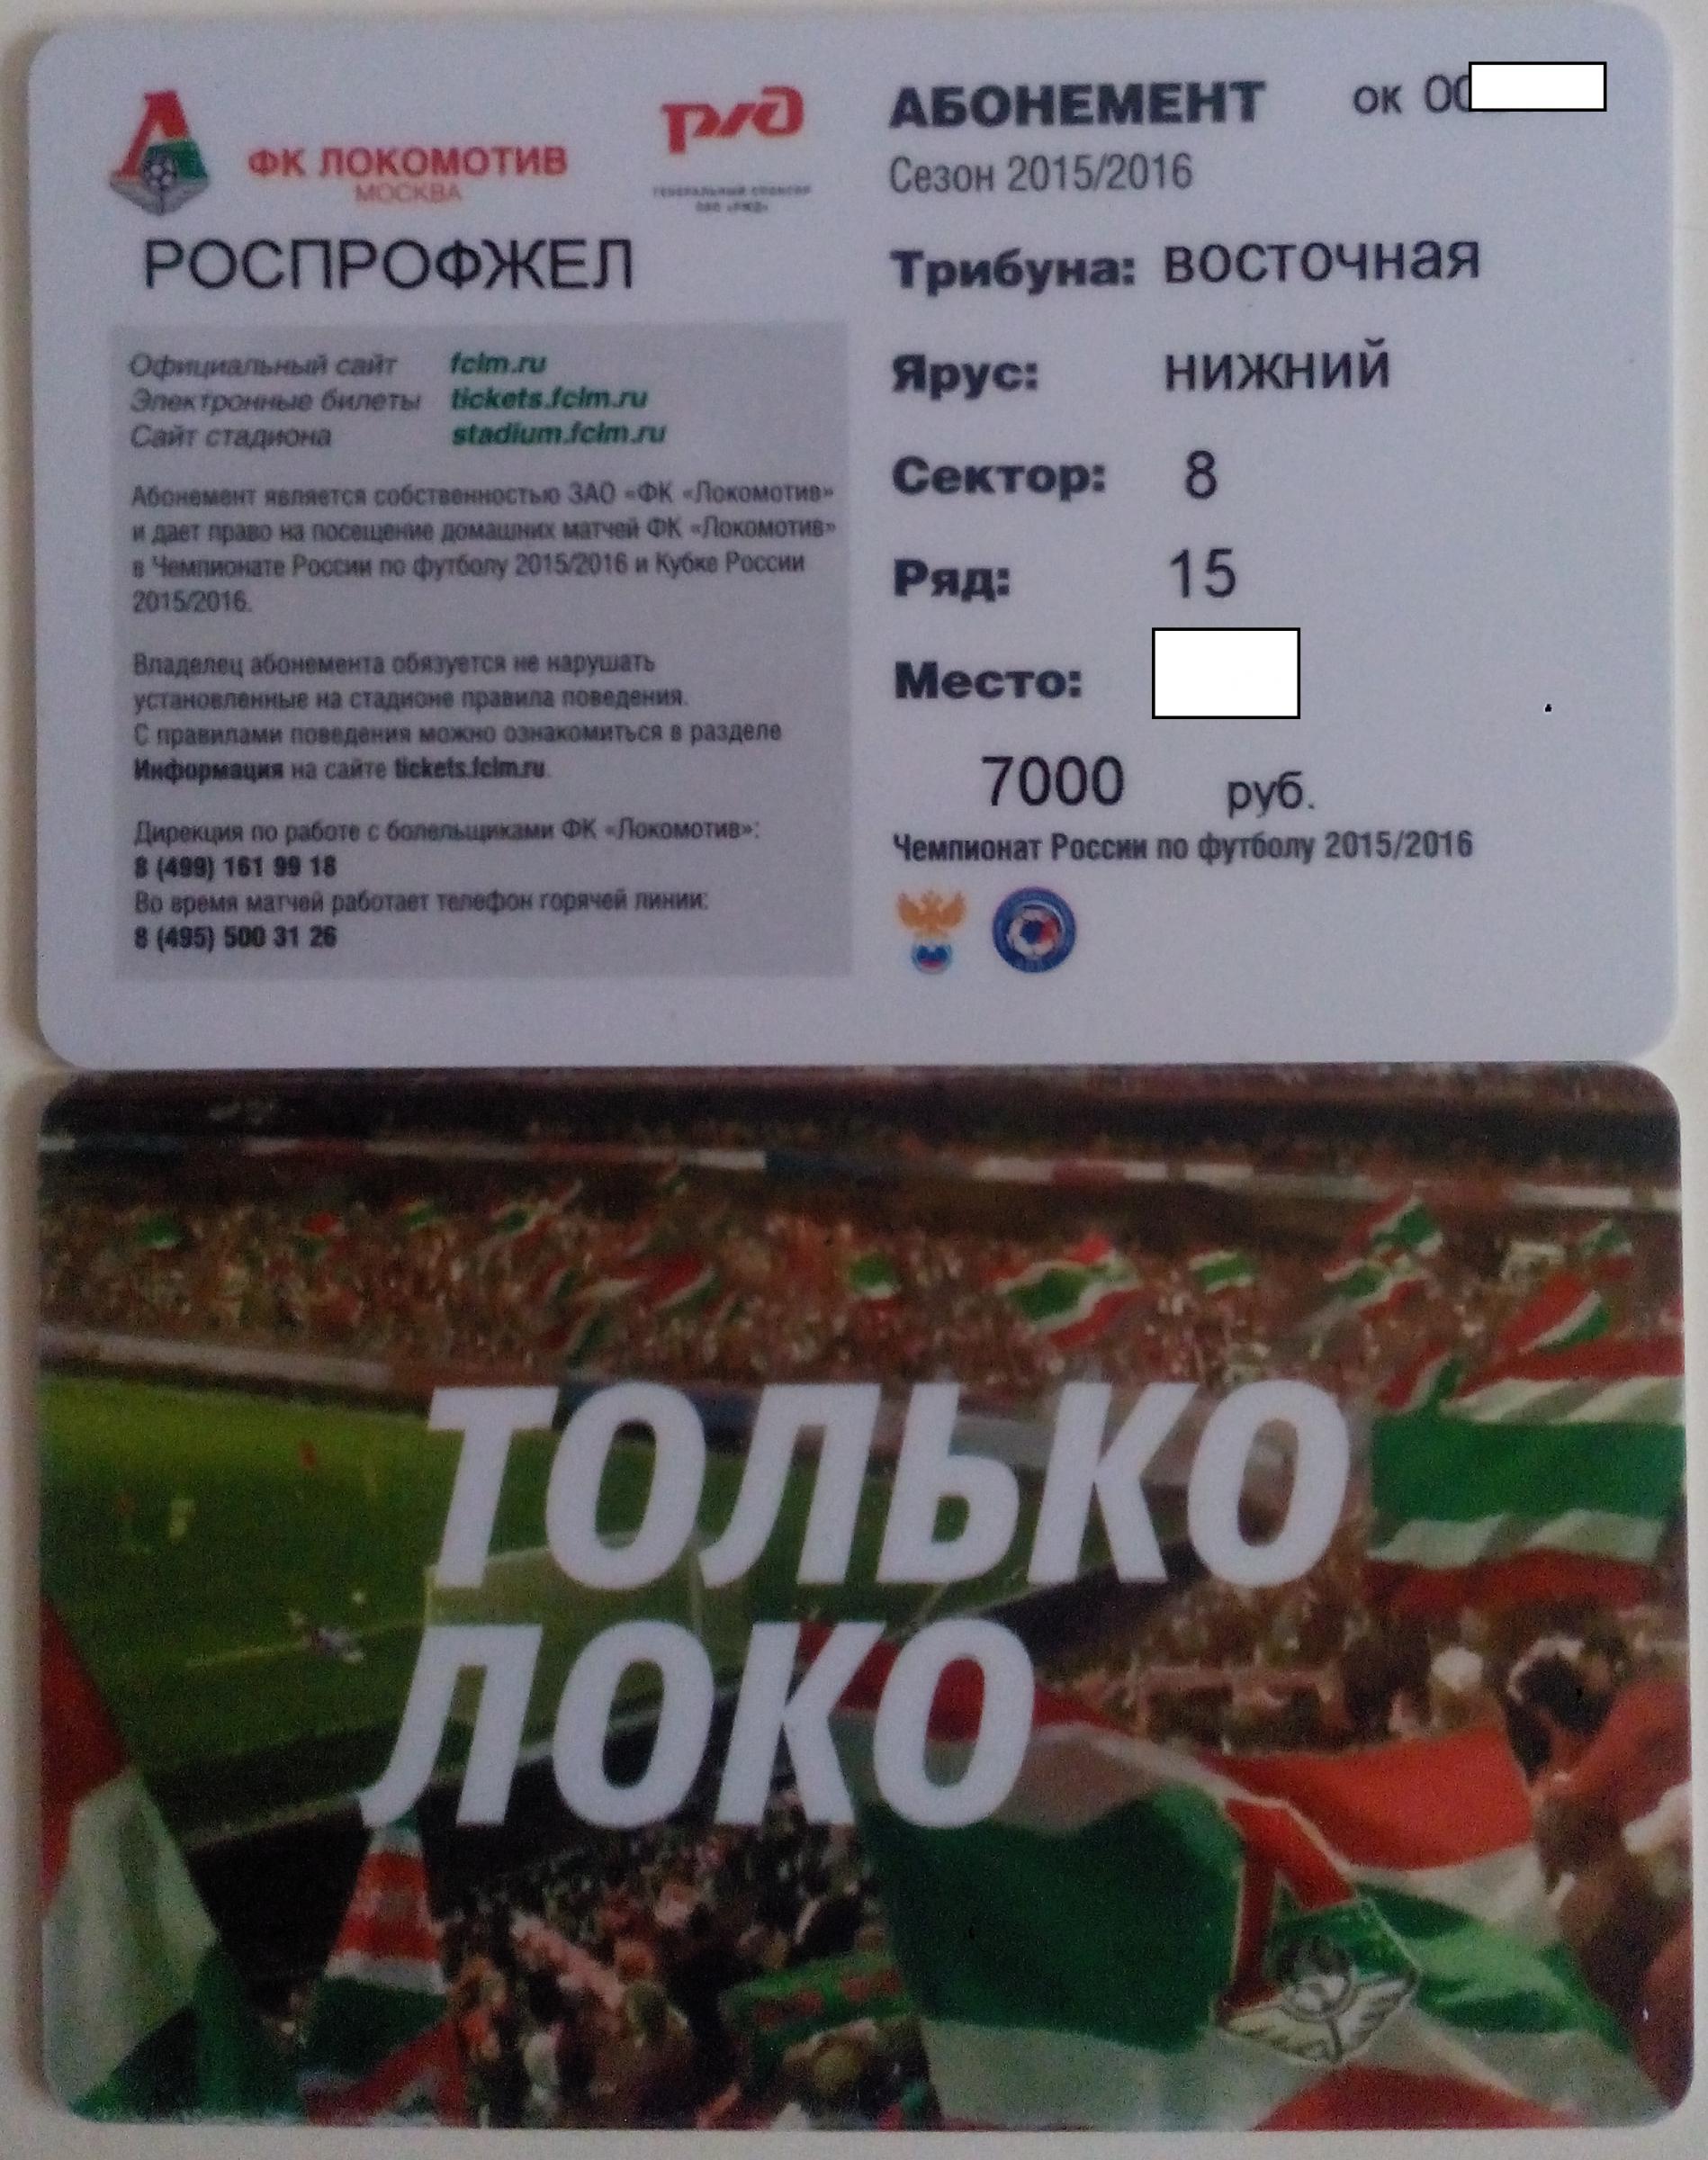 ФК ЛОКОМОТИВ
МОСКВА
ржд
ГЕНЕРАЛЬНЫЙ СПОНСОР
ОАО «РЖД»
РОСПРОФЖЕЛ
Официальный сайт fclm.ru
Электронные билеты tickets.fclm.ru
Сайт стадиона stadium.fclm.ru
Абонемент является собственностью ЗАО «ФК «Локомотив»
и дает право на посещение домашних матчей ФК «Локомотив»
в Чемпионате России по футболу 2015/2016 и Кубке России
2015/2016.
Владелец абонемента обязуется не нарушать
установленные на стадионе правила поведения.
С правилами поведения можно ознакомиться в разделе
Информация на сайте tickets.fclm.ru.
Дирекция по работе с болельщиками ФК «Локомотив»:
8 (499) 161 99 18
Во время матчей работает телефон горячей линии:
8 (495) 500 31 26
АБОНЕМЕНТ ок 00
Сезон 2015/2016
Трибуна: восточная
Ярус: нижний
Сектор: 8
Ряд: 15
Место:
7000 руб.
Чемпионат России по футболу 2015/2016
ТОЛЬКО
ЛОКО